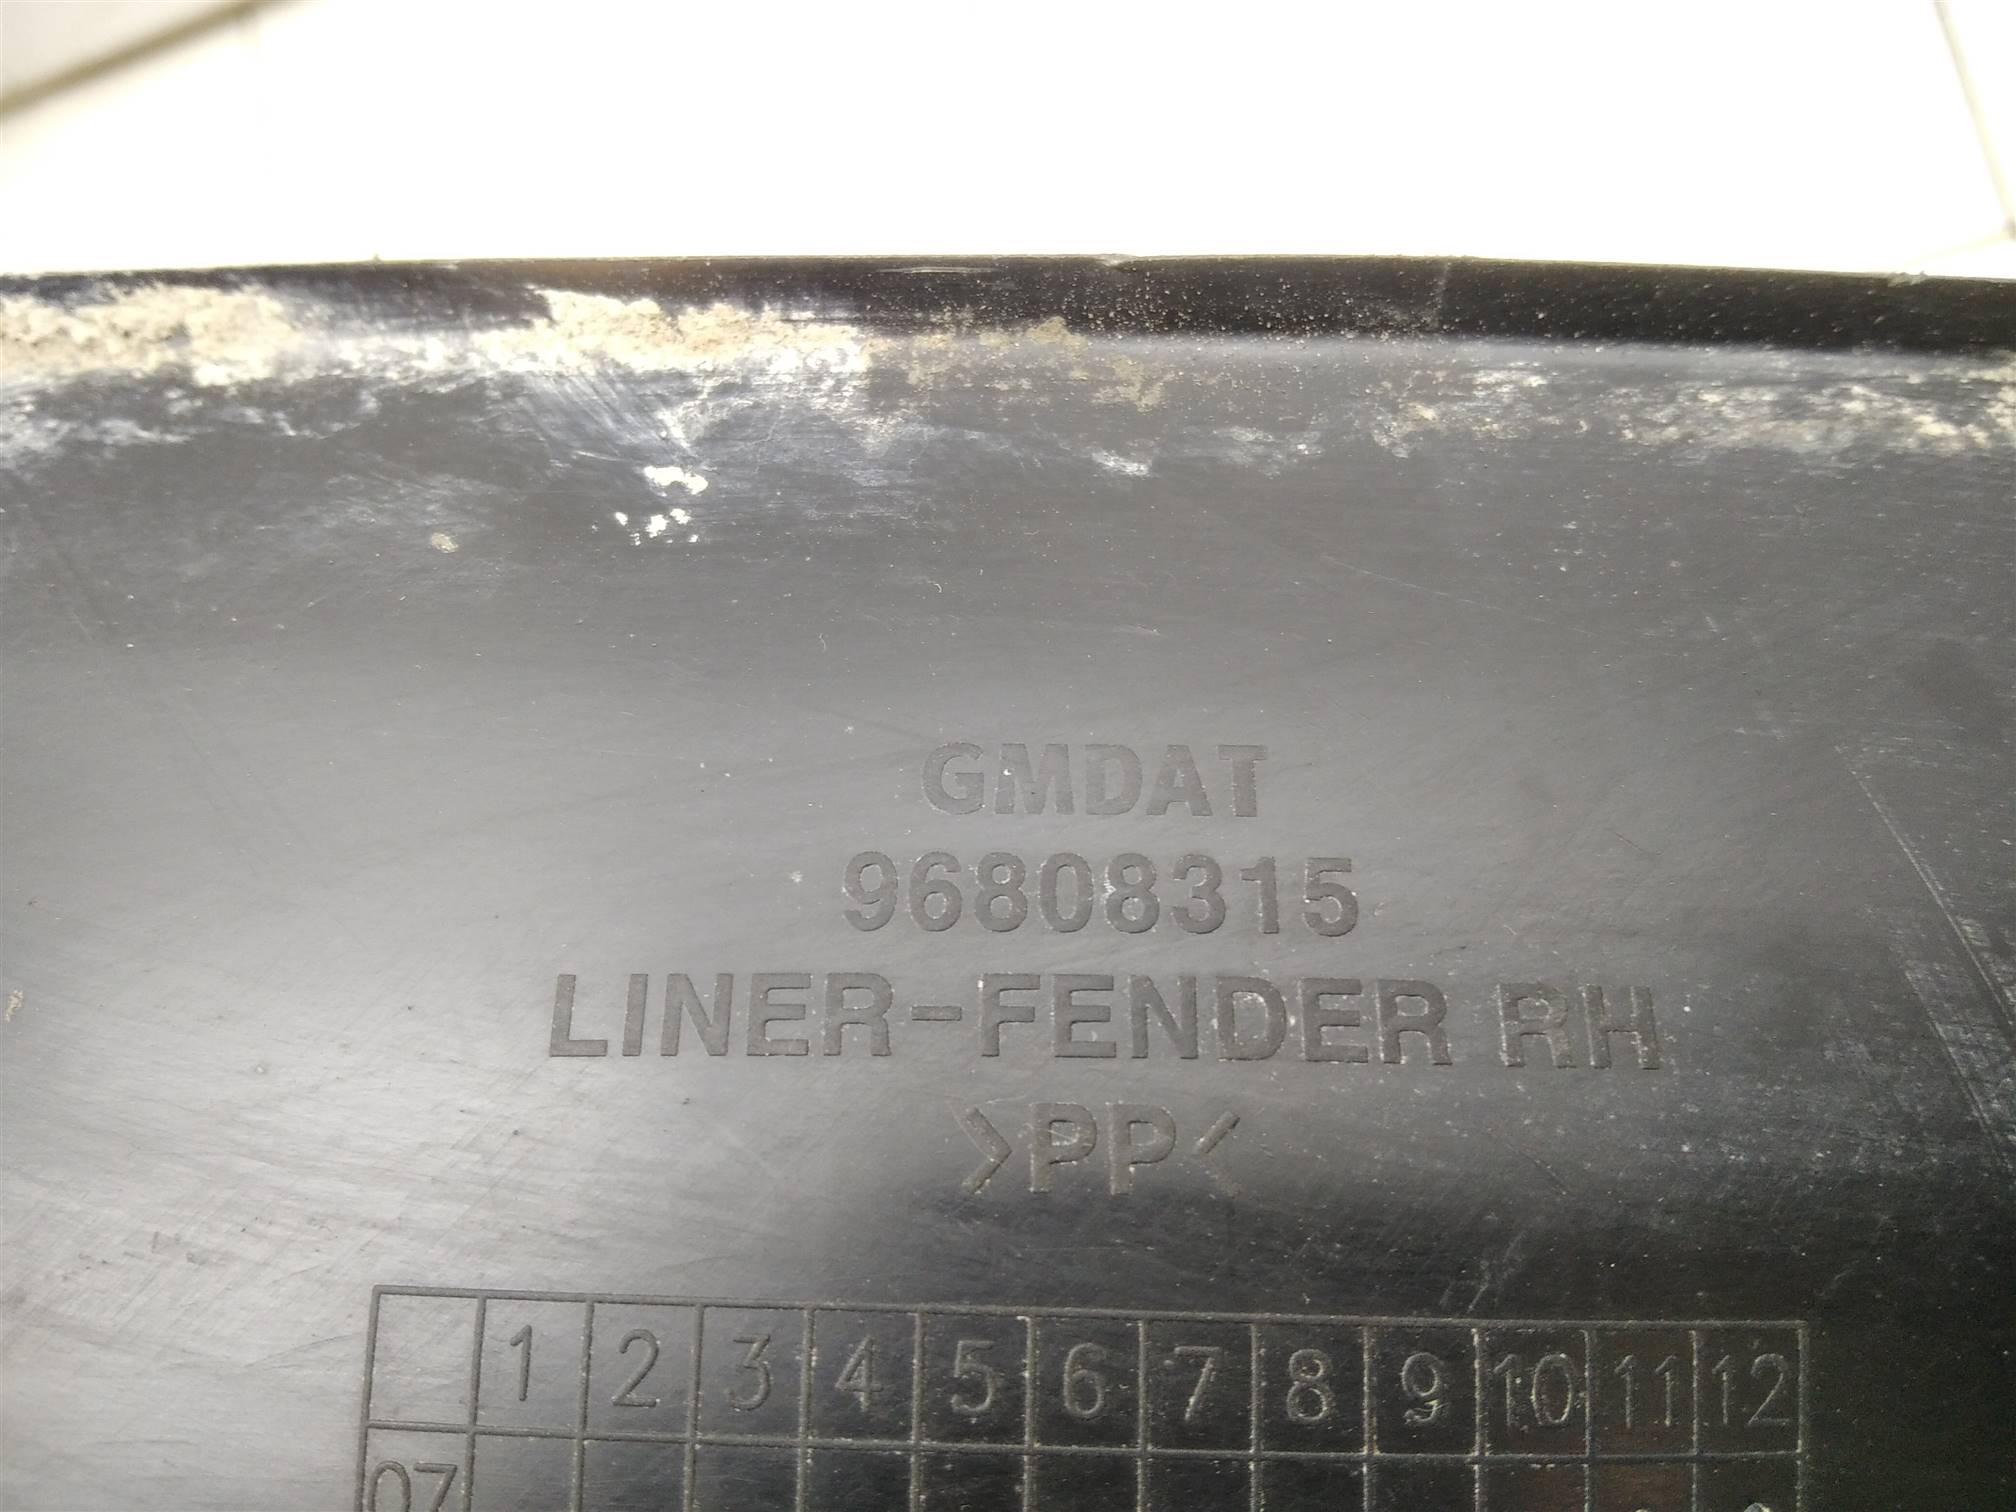 GMDAT
96808315
LINER-FENDER RH
>PP<
1 2 3 4 5 6 7 8 9 10 11 12
07